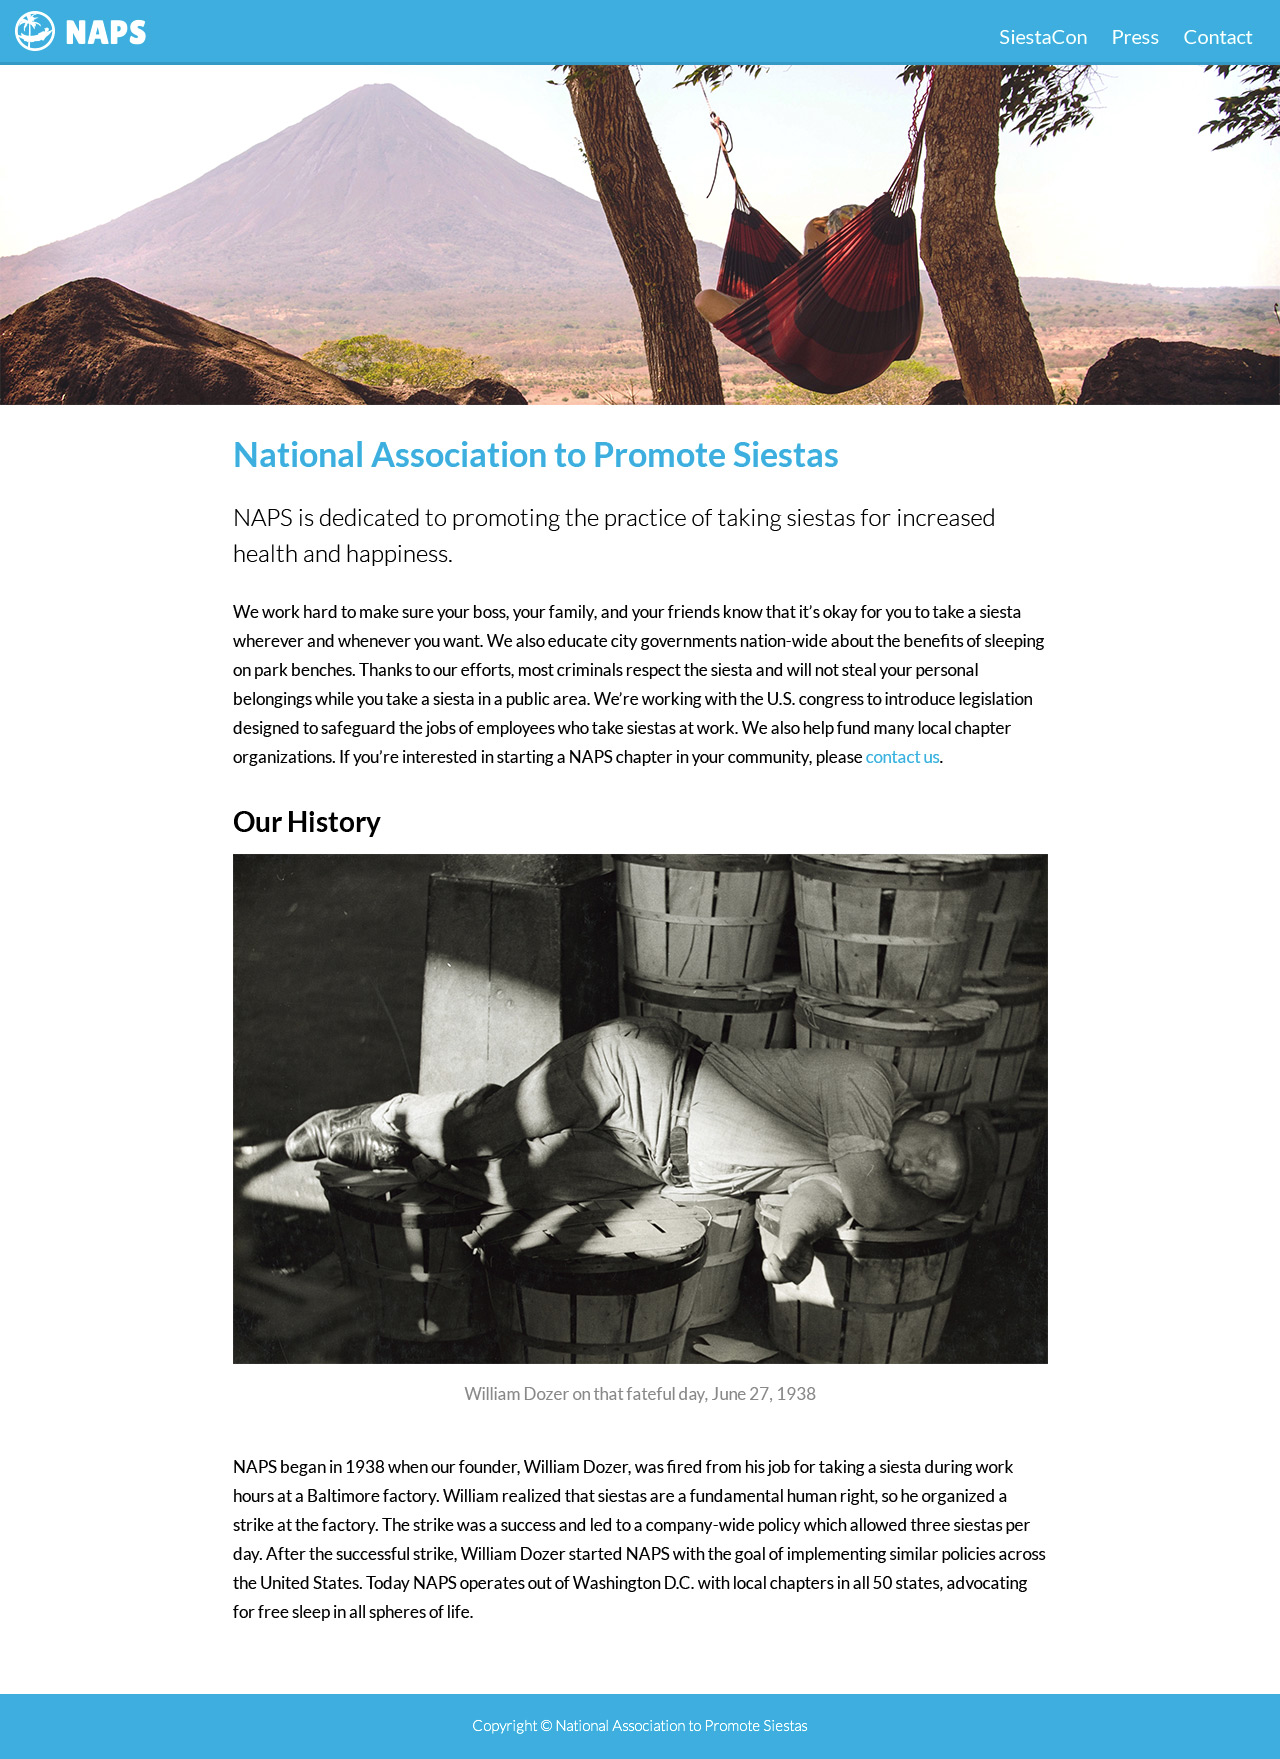 NAPS
SiestaCon Press Contact
National Association to Promote Siestas
NAPS is dedicated to promoting the practice of taking siestas for increased
health and happiness.
We work hard to make sure your boss, your family, and your friends know that it’s okay for you to take a siesta
wherever and whenever you want. We also educate city governments nation-wide about the benefits of sleeping
on park benches. Thanks to our efforts, most criminals respect the siesta and will not steal your personal
belongings while you take a siesta in a public area. We’re working with the U.S. congress to introduce legislation
designed to safeguard the jobs of employees who take siestas at work. We also help fund many local chapter
organizations. If you’re interested in starting a NAPS chapter in your community, please contact us.
Our History
William Dozer on that fateful day, June 27, 1938
NAPS began in 1938 when our founder, William Dozer, was fired from his job for taking a siesta during work
hours at a Baltimore factory. William realized that siestas are a fundamental human right, so he organized a
strike at the factory. The strike was a success and led to a company-wide policy which allowed three siestas per
day. After the successful strike, William Dozer started NAPS with the goal of implementing similar policies across
the United States. Today NAPS operates out of Washington D.C. with local chapters in all 50 states, advocating
for free sleep in all spheres of life.
Copyright © National Association to Promote Siestas